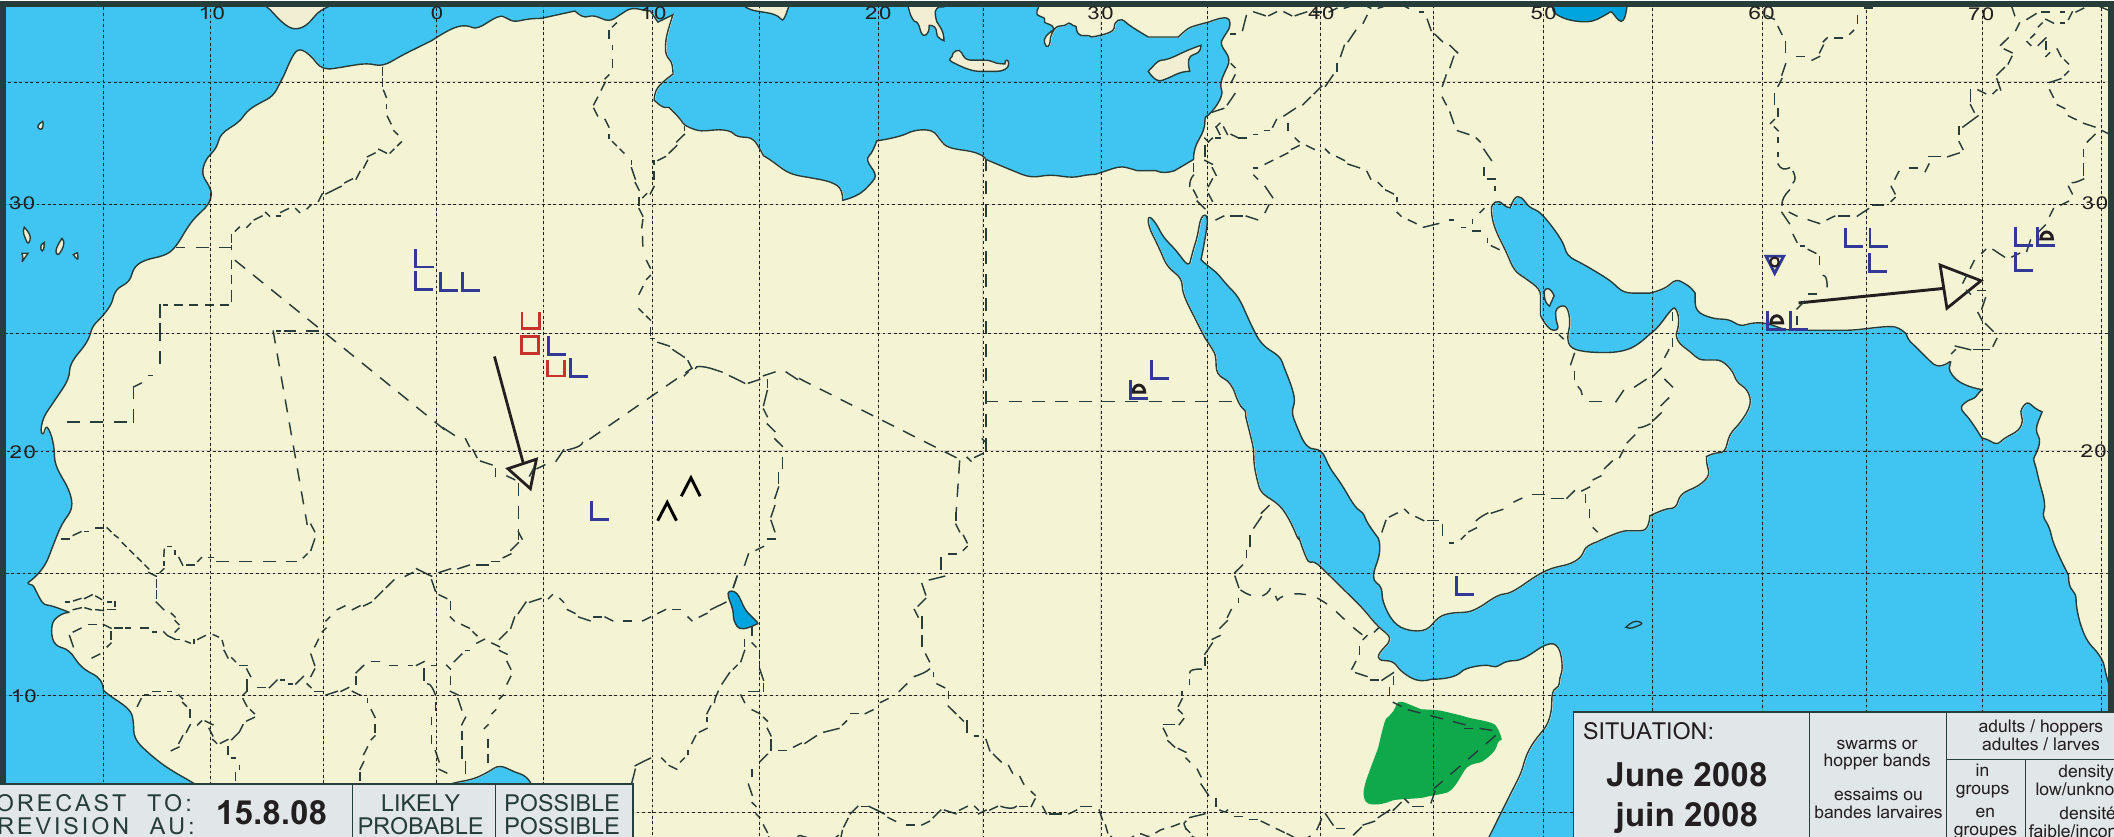 10 0 10 20 30 40 50 60 70
30 30
20 20
10
ORECAST TO:
REVISION AU:
15.8.08
LIKELY
PROBABLE
POSSIBLE
POSSIBLE
SITUATION:
June 2008
juin 2008
swarms or
hopper bands
essaims ou
bandes larvaires
adults / hoppers
adultes / larves
in
groups
en
groupes
density
low/unkno
densité
faible/incor